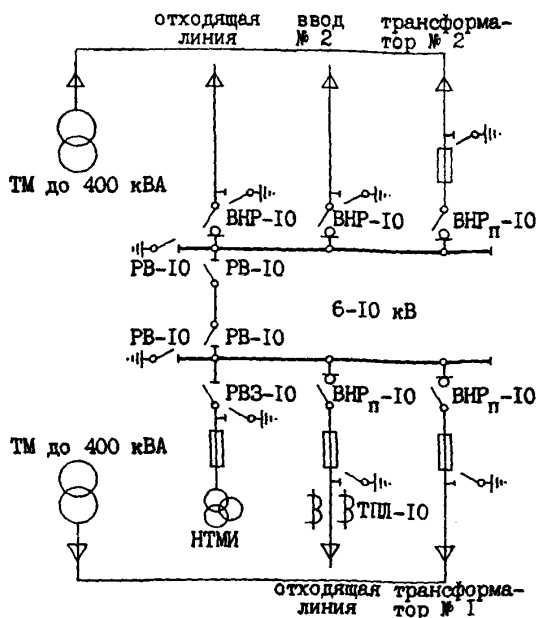 отходящая линия
ввод № 2
трансформа-
тор № 2
ТМ до 400 кВА
ВНР-10
ВНР-10
ВНРп-10
РВ-10
РВ-10
6-10 кВ
РВ-10
РВ-10
РВЗ-10
ВНРп-10
ВНРп-10
ТМ до 400 кВА
ТПЛ-10
НТМИ
отходящая линия
трансформа-
тор № I